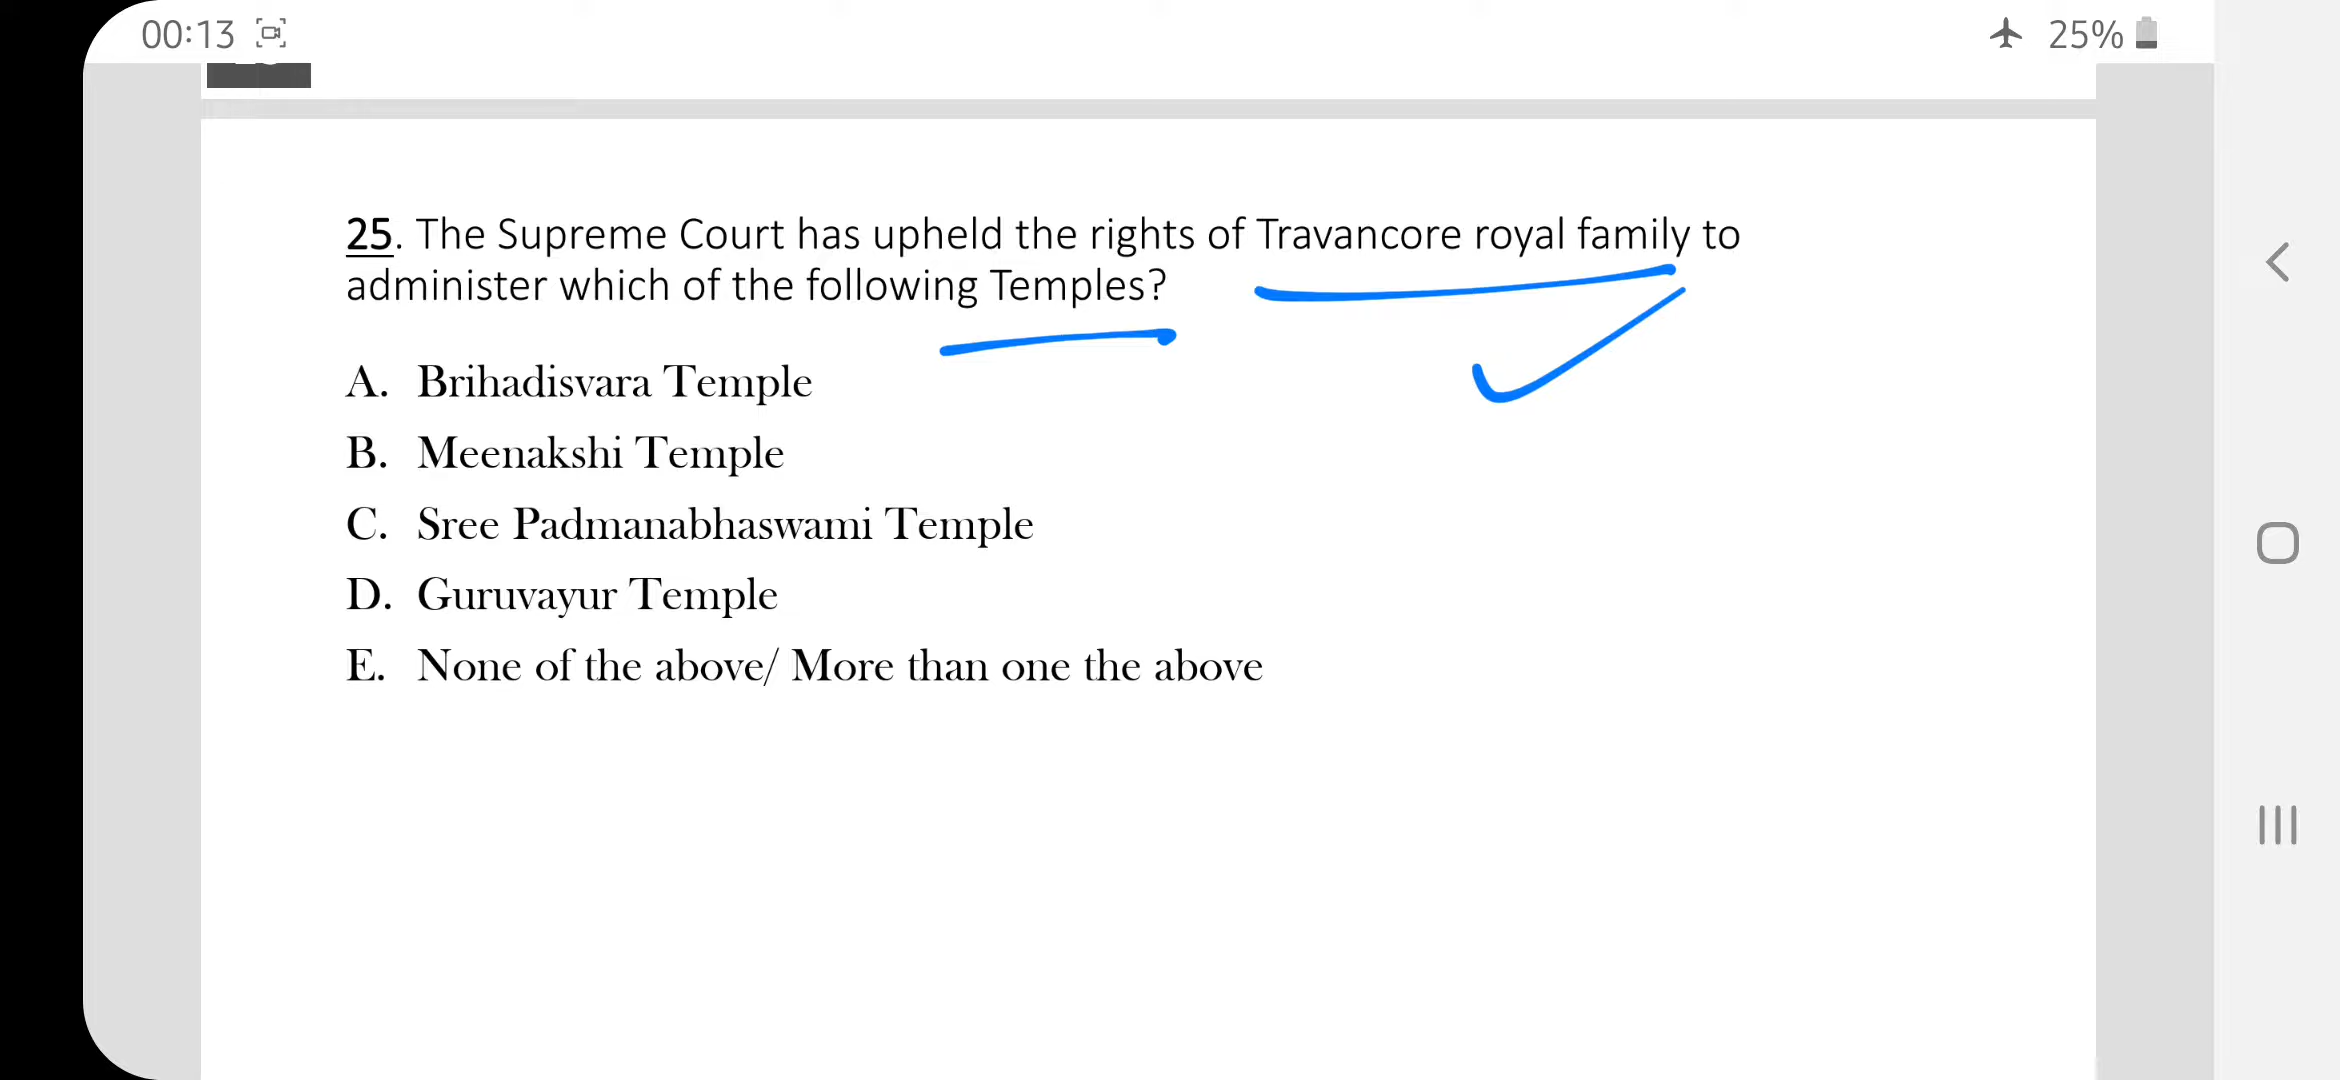 00:13
25%
25. The Supreme Court has upheld the rights of Travancore royal family to
administer which of the following Temples?
A. Brihadisvara Temple
B. Meenakshi Temple
C. Sree Padmanabhaswami Temple
D. Guruvayur Temple
E. None of the above/ More than one the above